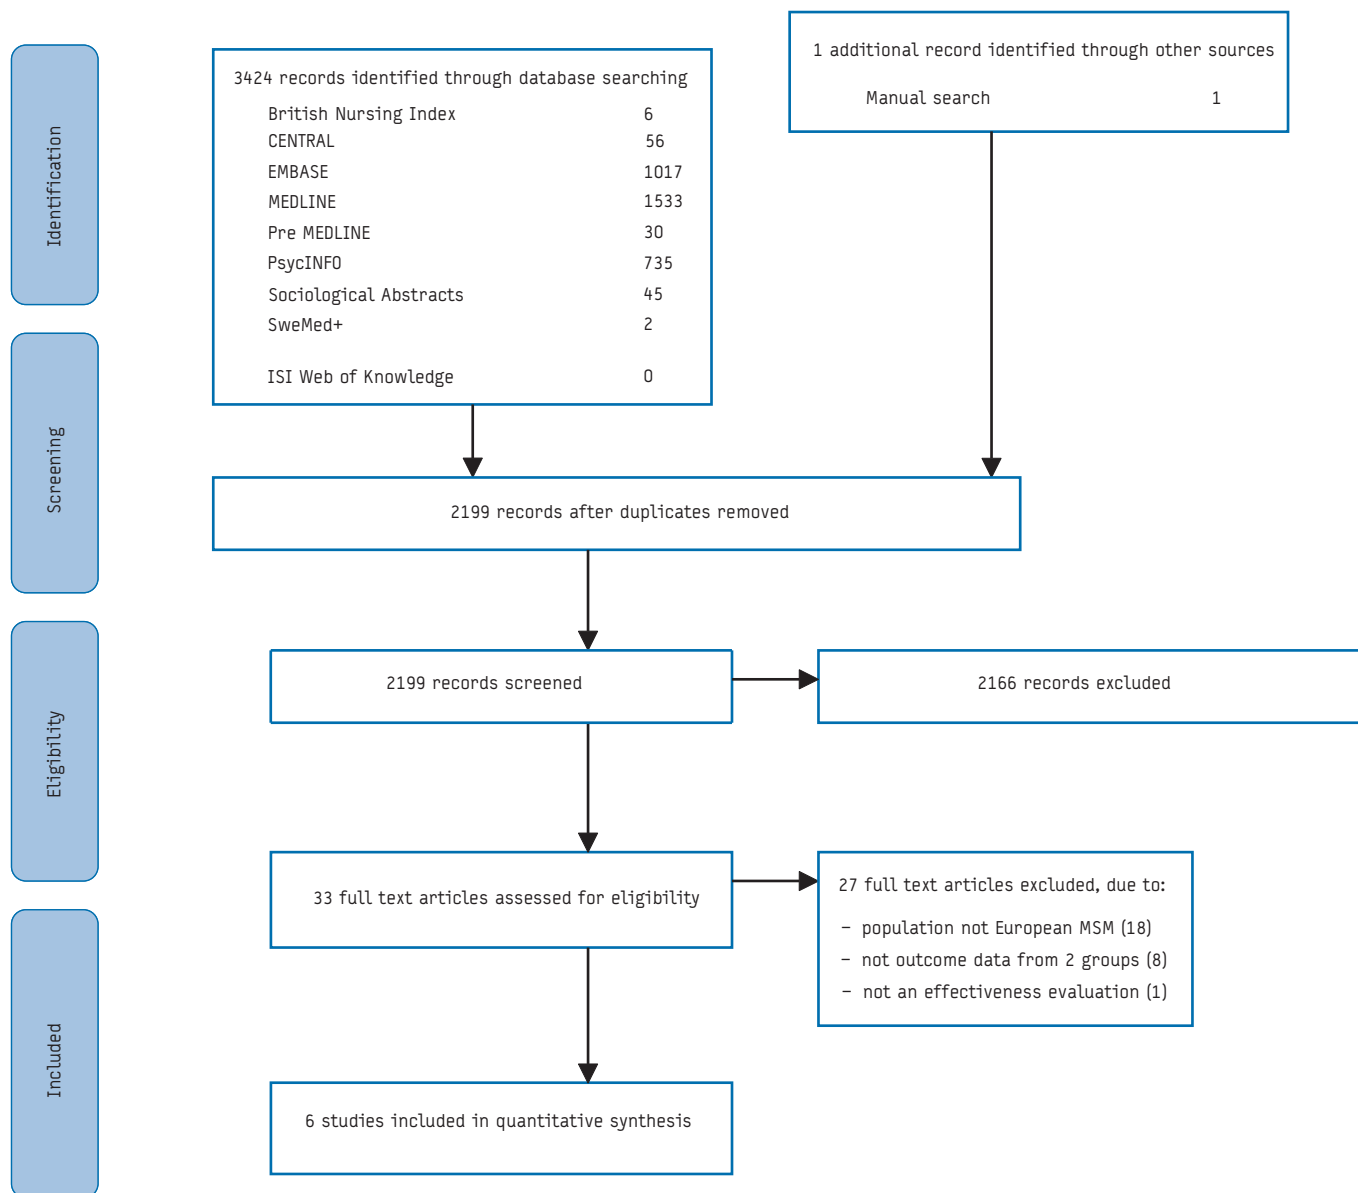 Identification
3424 records identified through database searching
British Nursing Index 6
CENTRAL 56
EMBASE 1017
MEDLINE 1533
Pre MEDLINE 30
PsycINFO 735
Sociological Abstracts 45
SweMed+ 2
ISI Web of Knowledge 0
1 additional record identified through other sources
Manual search 1
Screening
2199 records after duplicates removed
2199 records screened
2166 records excluded
Eligibility
33 full text articles assessed for eligibility
27 full text articles excluded, due to:
– population not European MSM (18)
– not outcome data from 2 groups (8)
– not an effectiveness evaluation (1)
Included
6 studies included in quantitative synthesis